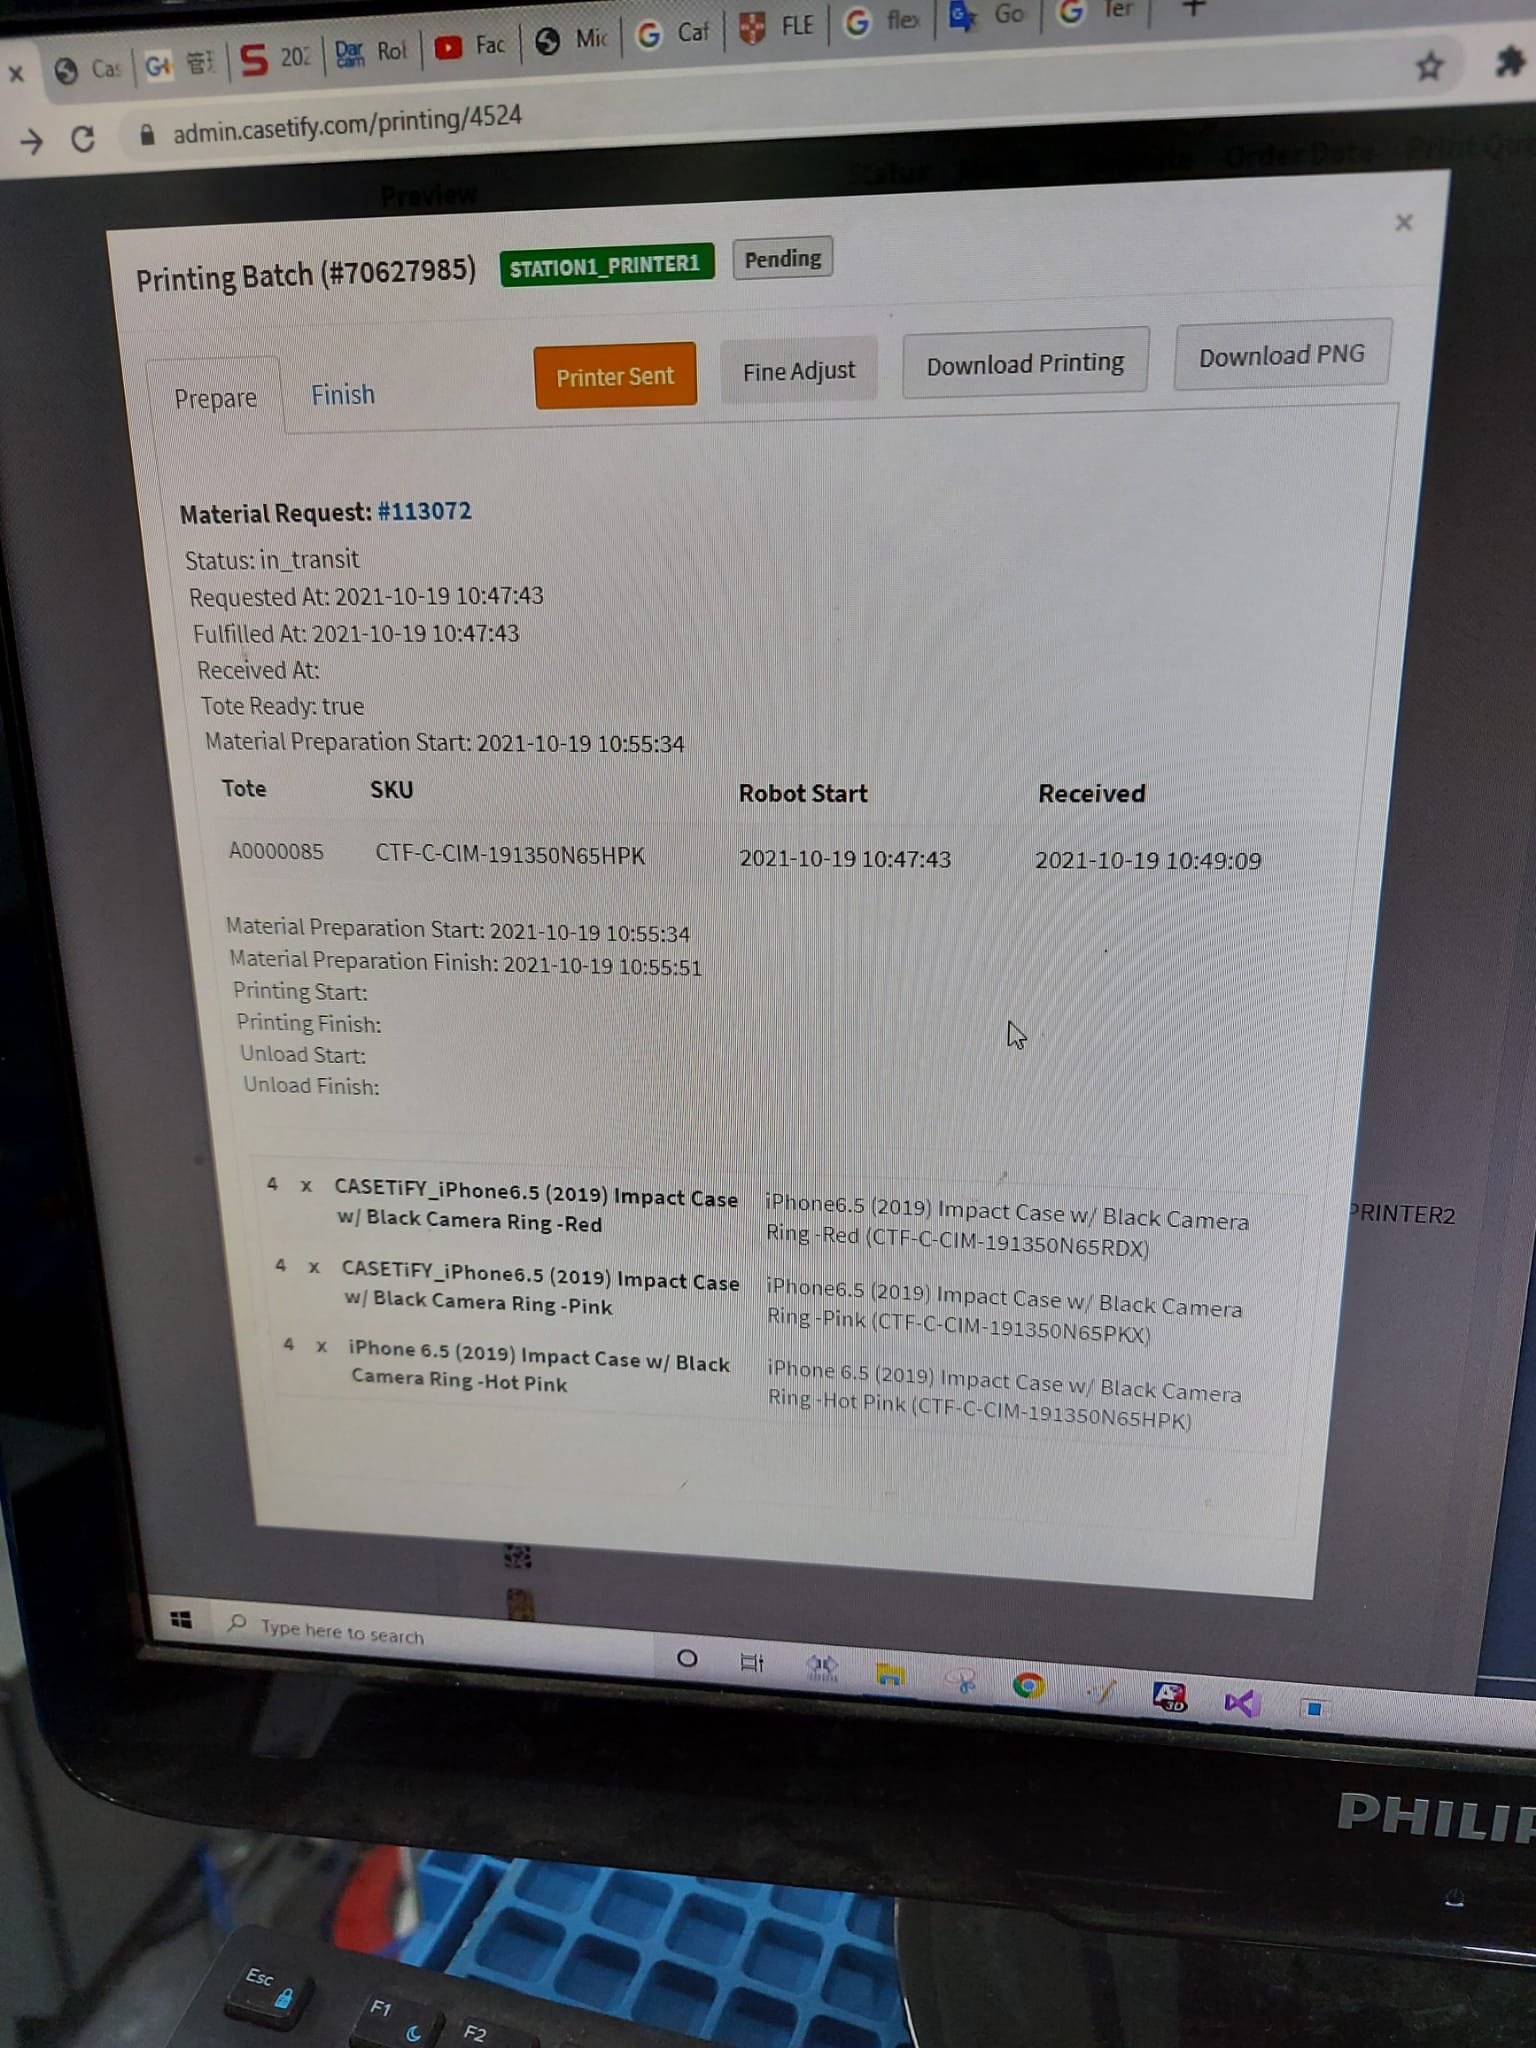 Cas
G+ 管理
202
Dar cam Rol
Fac
Mic
Caf
FLE
flex
Go
Ter
admin.casetify.com/printing/4524
Preview
Status
Order Date
Printing Batch (#70627985) STATION1_PRINTER1 Pending
Prepare Finish Printer Sent Fine Adjust Download Printing Download PNG
Material Request: #113072
Status: in_transit
Requested At: 2021-10-19 10:47:43
Fulfilled At: 2021-10-19 10:47:43
Received At:
Tote Ready: true
Material Preparation Start: 2021-10-19 10:55:34
Tote SKU Robot Start Received
A0000085 CTF-C-CIM-191350N65HPK 2021-10-19 10:47:43 2021-10-19 10:49:09
Material Preparation Start: 2021-10-19 10:55:34
Material Preparation Finish: 2021-10-19 10:55:51
Printing Start:
Printing Finish:
Unload Start:
Unload Finish:
4 x CASETiFY_iPhone6.5 (2019) Impact Case
w/ Black Camera Ring -Red
iPhone6.5 (2019) Impact Case w/ Black Camera
Ring -Red (CTF-C-CIM-191350N65RDX)
PRINTER2
4 x CASETiFY_iPhone6.5 (2019) Impact Case
w/ Black Camera Ring -Pink
iPhone6.5 (2019) Impact Case w/ Black Camera
Ring -Pink (CTF-C-CIM-191350N65PKX)
4 x iPhone 6.5 (2019) Impact Case w/ Black
Camera Ring -Hot Pink
iPhone 6.5 (2019) Impact Case w/ Black Camera
Ring -Hot Pink (CTF-C-CIM-191350N65HPK)
Type here to search
3D
PHILIP
Esc
F1
F2